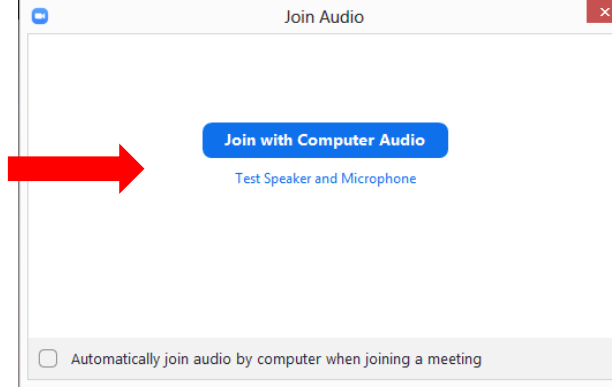 Join Audio
Join with Computer Audio
Test Speaker and Microphone
Automatically join audio by computer when joining a meeting